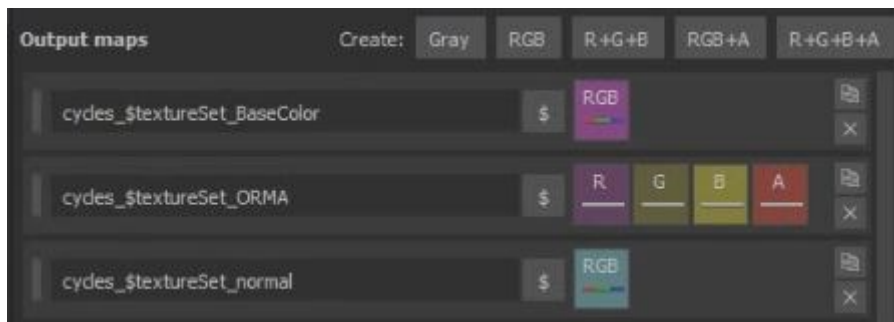 Output maps Create: Gray RGB R+G+B RGB+A R+G+B+A
cycles_$textureSet_BaseColor $ RGB
cycles_$textureSet_ORMA $ R G B A
cycles_$textureSet_normal $ RGB